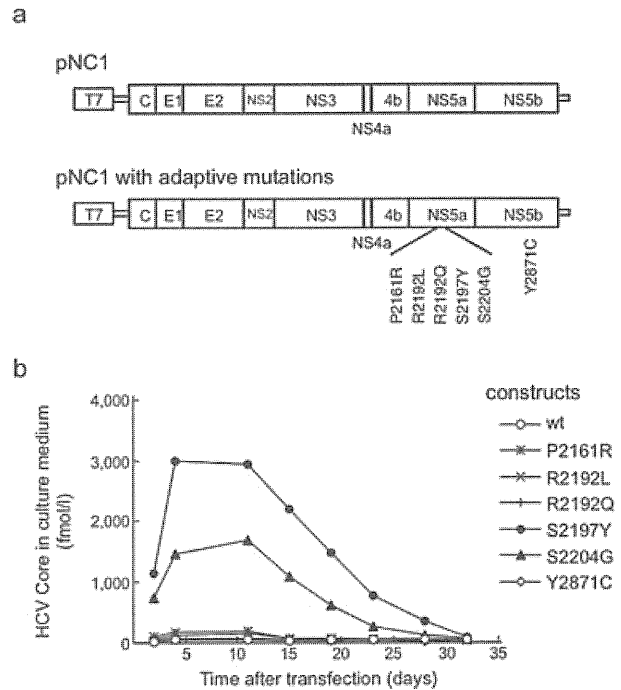 a
pNC1
T7 C E1 E2 NS2 NS3 4b NS5a NS5b
NS4a
pNC1 with adaptive mutations
T7 C E1 E2 NS2 NS3 4b NS5a NS5b
NS4a
P2161R
R2192L
R2192Q
S2197Y
S2204G
Y2871C
b
HCV Core in culture medium
(fmol/l)
4,000
3,000
2,000
1,000
0
5 10 15 20 25 30 35
Time after transfection (days)
constructs
wt
P2161R
R2192L
R2192Q
S2197Y
S2204G
Y2871C